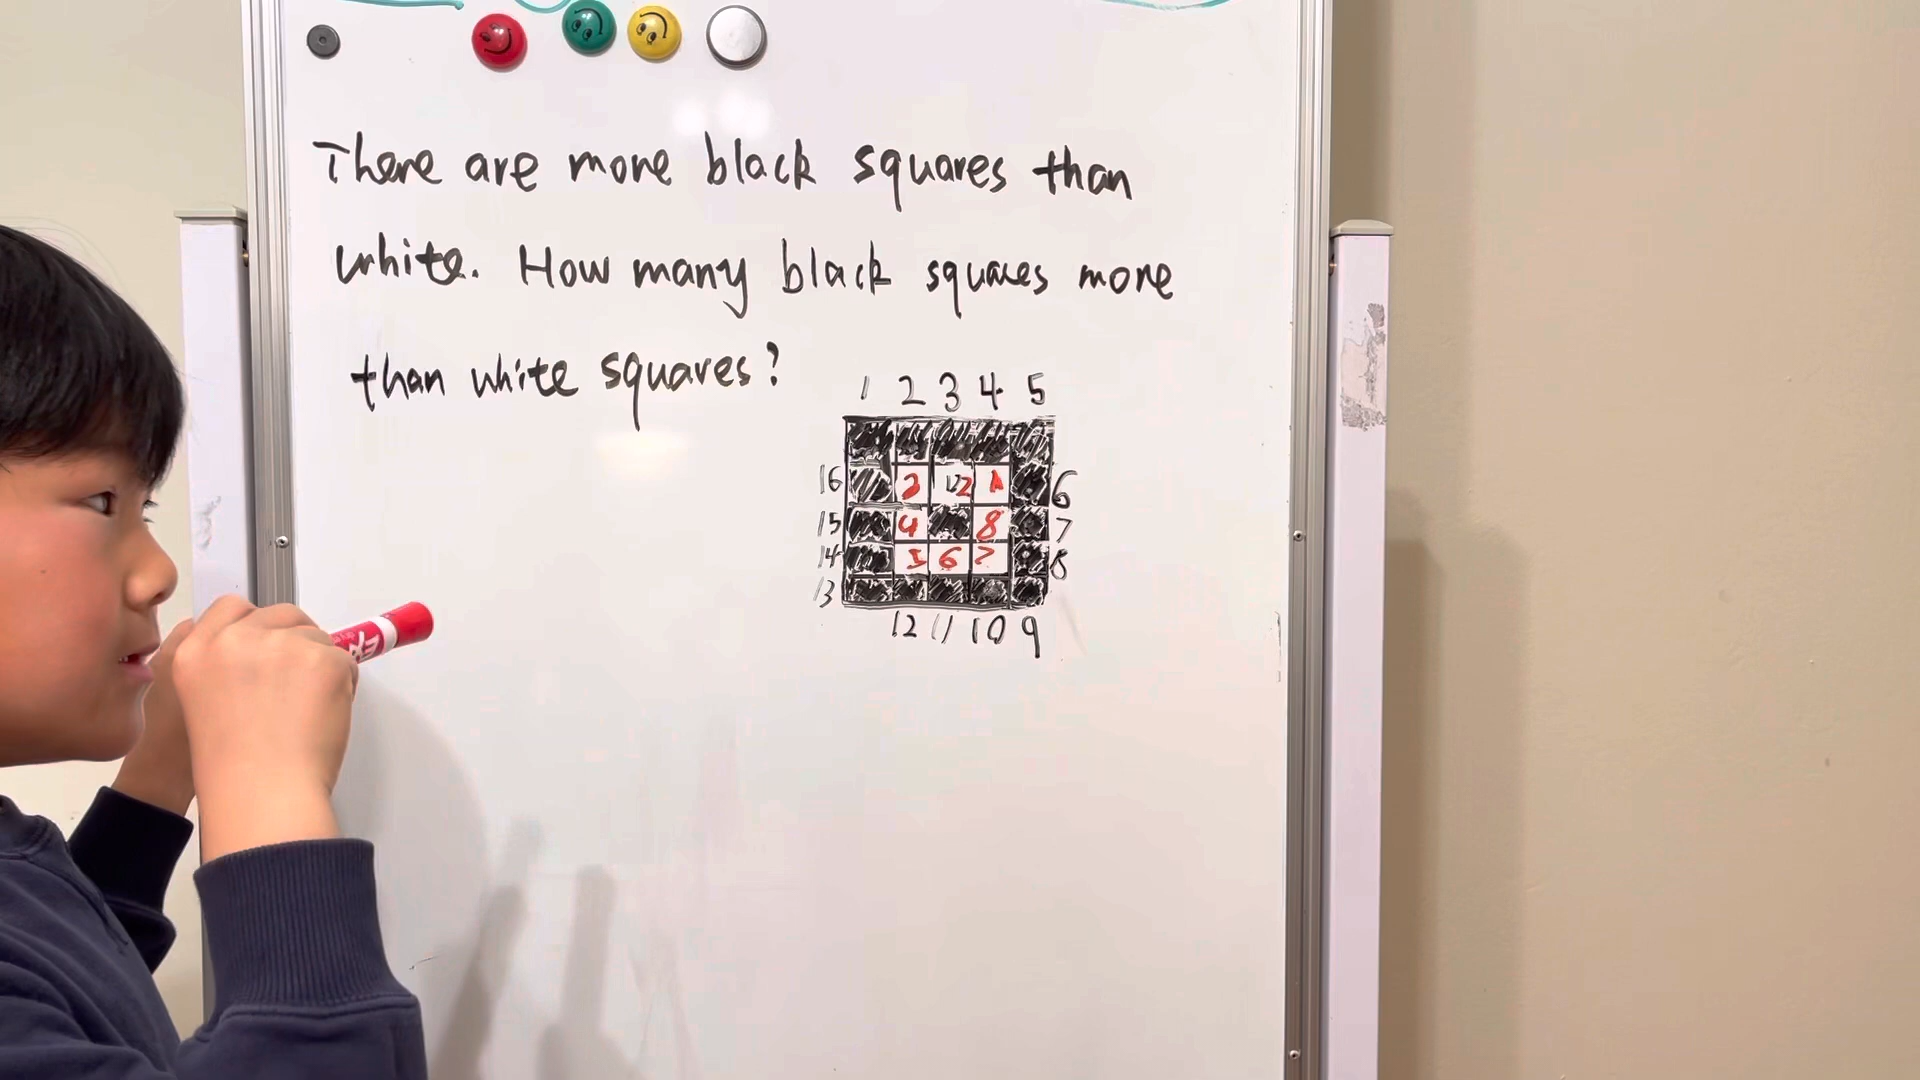 There are more black squares than
white. How many black squares more
than white squares?
1 2 3 4 5
16 3 2 1 6
15 4 8 7
14 5 6 7 8
13
12 11 10 9